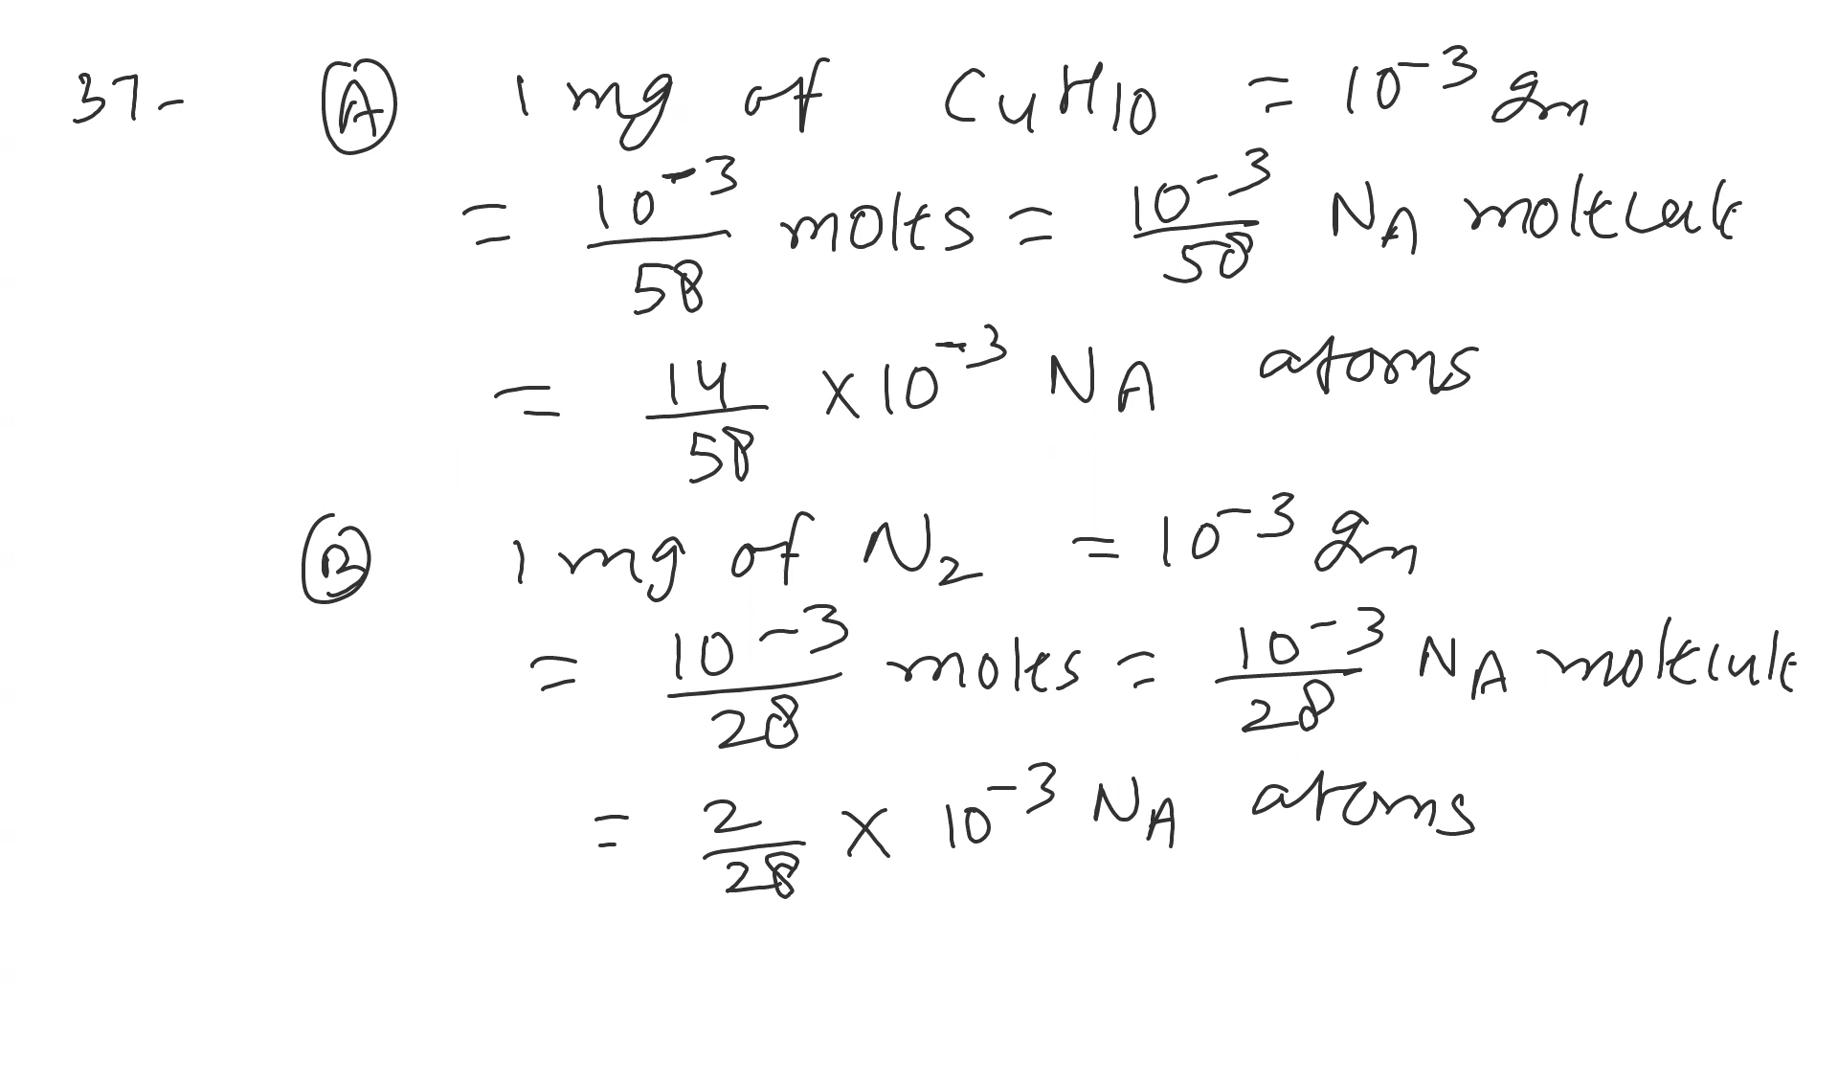 37- (A) 1 mg of C4H10 = 10^-3 gm
= 10^-3/58 moles = 10^-3/58 NA molecule
= 14/58 × 10^-3 NA atoms
(B) 1 mg of N2 = 10^-3 gm
= 10^-3/28 moles = 10^-3/28 NA molecule
= 2/28 × 10^-3 NA atoms